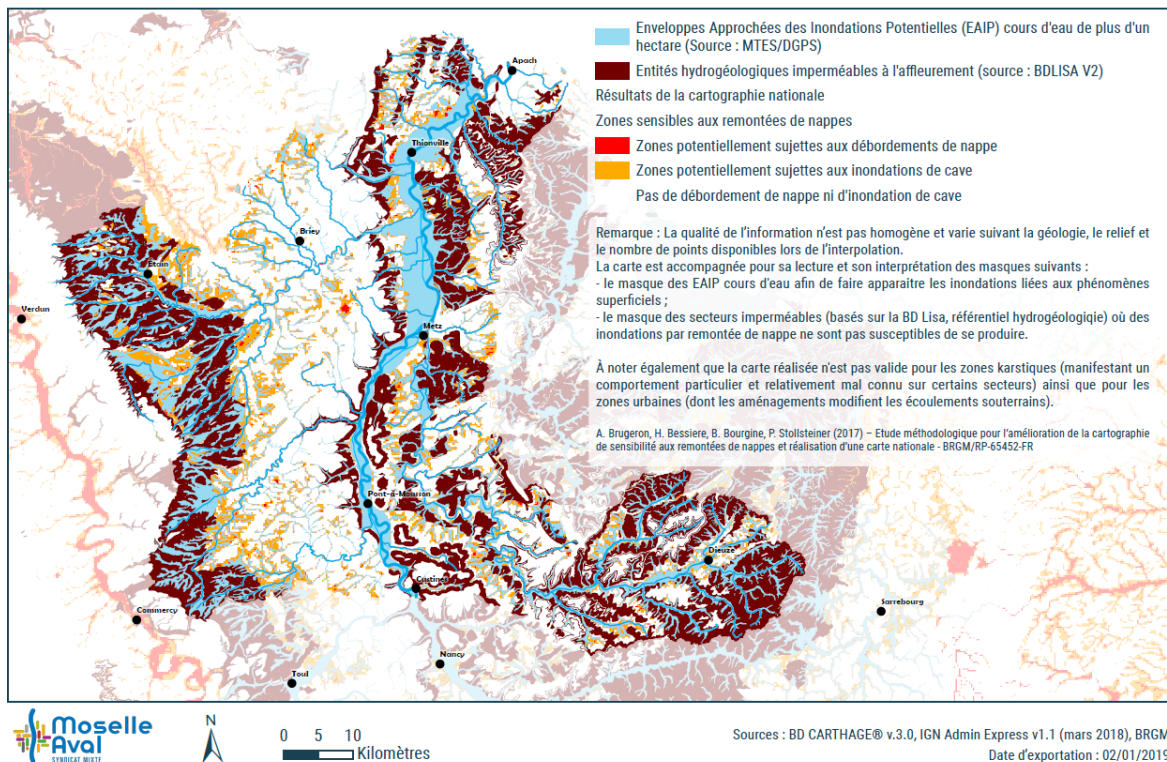 Enveloppes Approchées des Inondations Potentielles (EAIP) cours d'eau de plus d'un
hectare (Source : MTES/DGPS)
Entités hydrogéologiques imperméables à l'affleurement (source : BDLISA V2)
Résultats de la cartographie nationale
Zones sensibles aux remontées de nappes
Zones potentiellement sujettes aux débordements de nappe
Zones potentiellement sujettes aux inondations de cave
Pas de débordement de nappe ni d'inondation de cave
Remarque : La qualité de l'information n'est pas homogène et varie suivant la géologie, le relief et
le nombre de points disponibles lors de l'interpolation.
La carte est accompagnée pour sa lecture et son interprétation des masques suivants :
- le masque des EAIP cours d'eau afin de faire apparaitre les inondations liées aux phénomènes
superficiels ;
- le masque des secteurs imperméables (basés sur la BD Lisa, référentiel hydrogéologiqie) où des
inondations par remontée de nappe ne sont pas susceptibles de se produire.
À noter également que la carte réalisée n'est pas valide pour les zones karstiques (manifestant un
comportement particulier et relativement mal connu sur certains secteurs) ainsi que pour les
zones urbaines (dont les aménagements modifient les écoulements souterrains).
A. Brugeron, H. Bessiere, B. Bourgine, P. Stollsteiner (2017) – Etude méthodologique pour l'amélioration de la cartographie
de sensibilité aux remontées de nappes et réalisation d'une carte nationale - BRGM/RP-65452-FR
Apach
Thionville
Briey
Etain
Verdun
Metz
Pont-à-Mousson
Dieuze
Custines
Commercy
Sarrebourg
Nancy
Toul
Moselle
Aval
SYNDICAT MIXTE
N
0 5 10
Kilomètres
Sources : BD CARTHAGE® v.3.0, IGN Admin Express v1.1 (mars 2018), BRGM
Date d'exportation : 02/01/2019